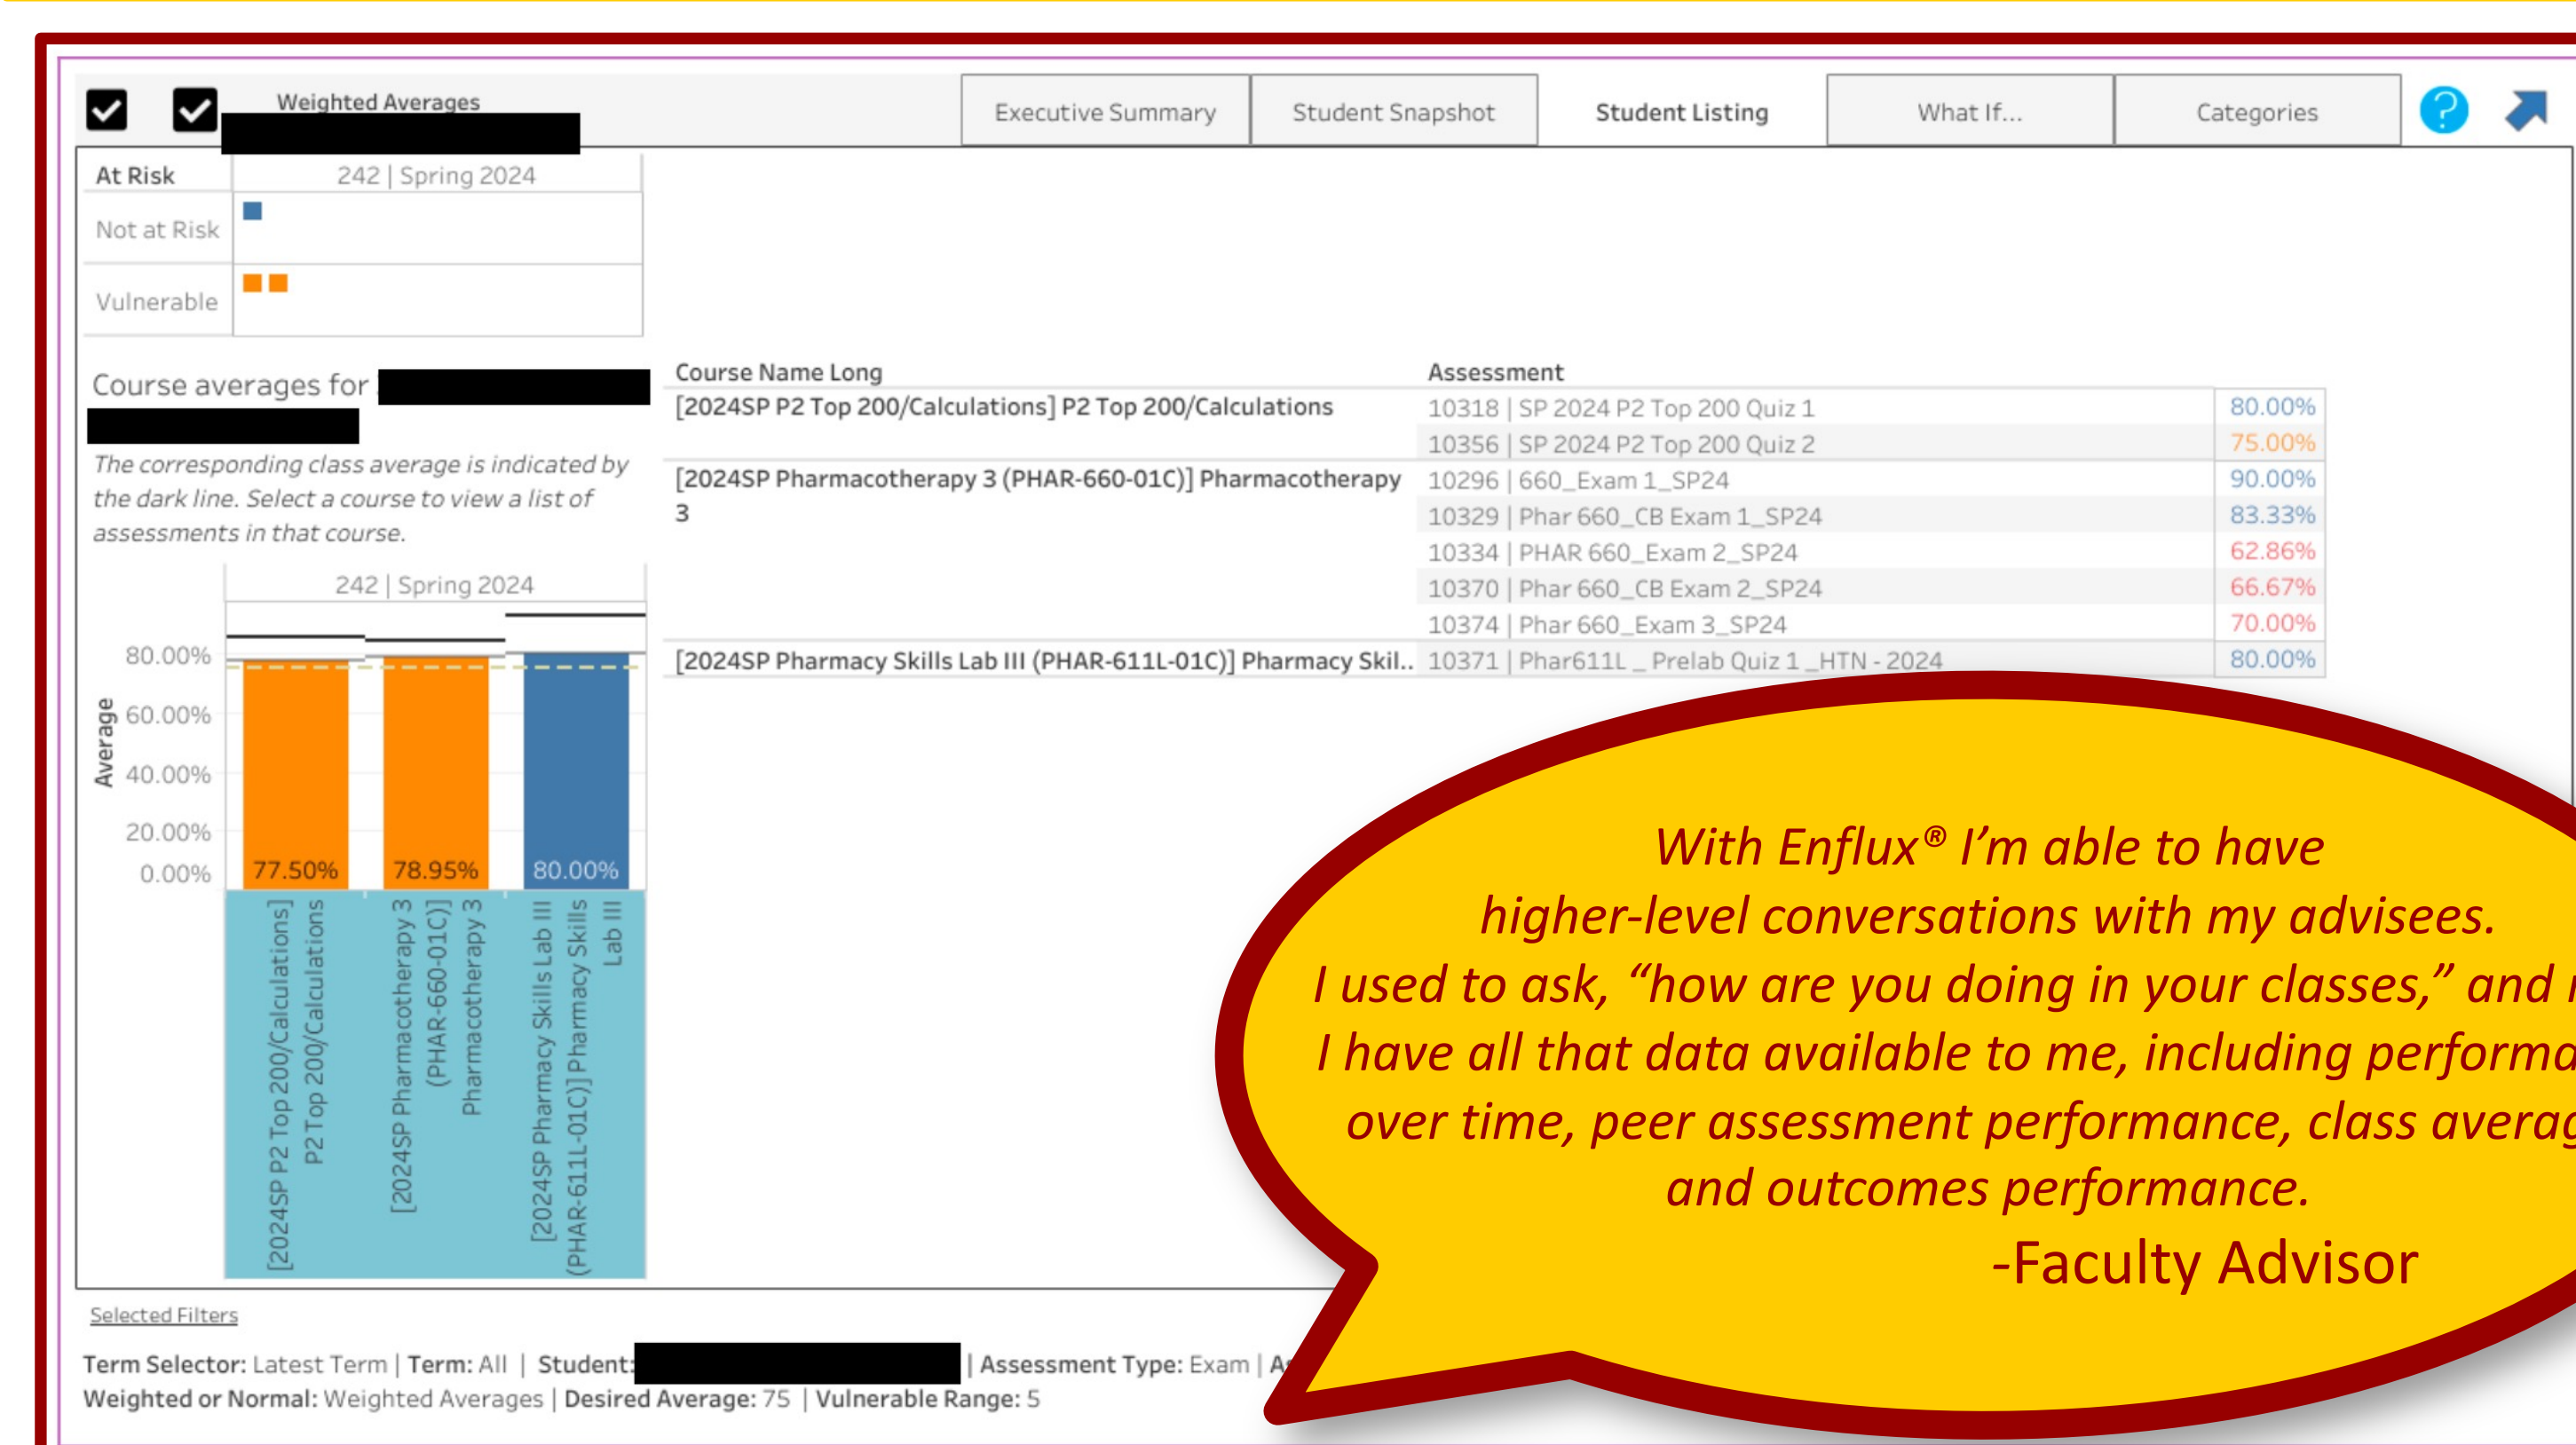 Weighted Averages
Executive Summary
Student Snapshot
Student Listing
What If...
Categories
?
At Risk
242 | Spring 2024
Not at Risk
Vulnerable
Course averages for
The corresponding class average is indicated by
the dark line. Select a course to view a list of
assessments in that course.
Course Name Long
Assessment
[2024SP P2 Top 200/Calculations] P2 Top 200/Calculations
10318 | SP 2024 P2 Top 200 Quiz 1 80.00%
10356 | SP 2024 P2 Top 200 Quiz 2 75.00%
[2024SP Pharmacotherapy 3 (PHAR-660-01C)] Pharmacotherapy
3
10296 | 660_Exam 1_SP24 90.00%
10329 | Phar 660_CB Exam 1_SP24 83.33%
10334 | PHAR 660_Exam 2_SP24 62.86%
10370 | Phar 660_CB Exam 2_SP24 66.67%
10374 | Phar 660_Exam 3_SP24 70.00%
[2024SP Pharmacy Skills Lab III (PHAR-611L-01C)] Pharmacy Skil..
10371 | Phar611L _ Prelab Quiz 1 _HTN - 2024 80.00%
242 | Spring 2024
Average
80.00%
60.00%
40.00%
20.00%
0.00%
77.50%
78.95%
80.00%
[2024SP P2 Top 200/Calculations]
P2 Top 200/Calculations
[2024SP Pharmacotherapy 3
(PHAR-660-01C)]
Pharmacotherapy 3
[2024SP Pharmacy Skills Lab III
(PHAR-611L-01C)] Pharmacy Skills
Lab III
With Enflux® I'm able to have
higher-level conversations with my advisees.
I used to ask, “how are you doing in your classes,” and
I have all that data available to me, including performa
over time, peer assessment performance, class averag
and outcomes performance.
-Faculty Advisor
Selected Filters
Term Selector: Latest Term | Term: All | Student: | Assessment Type: Exam |
Weighted or Normal: Weighted Averages | Desired Average: 75 | Vulnerable Range: 5